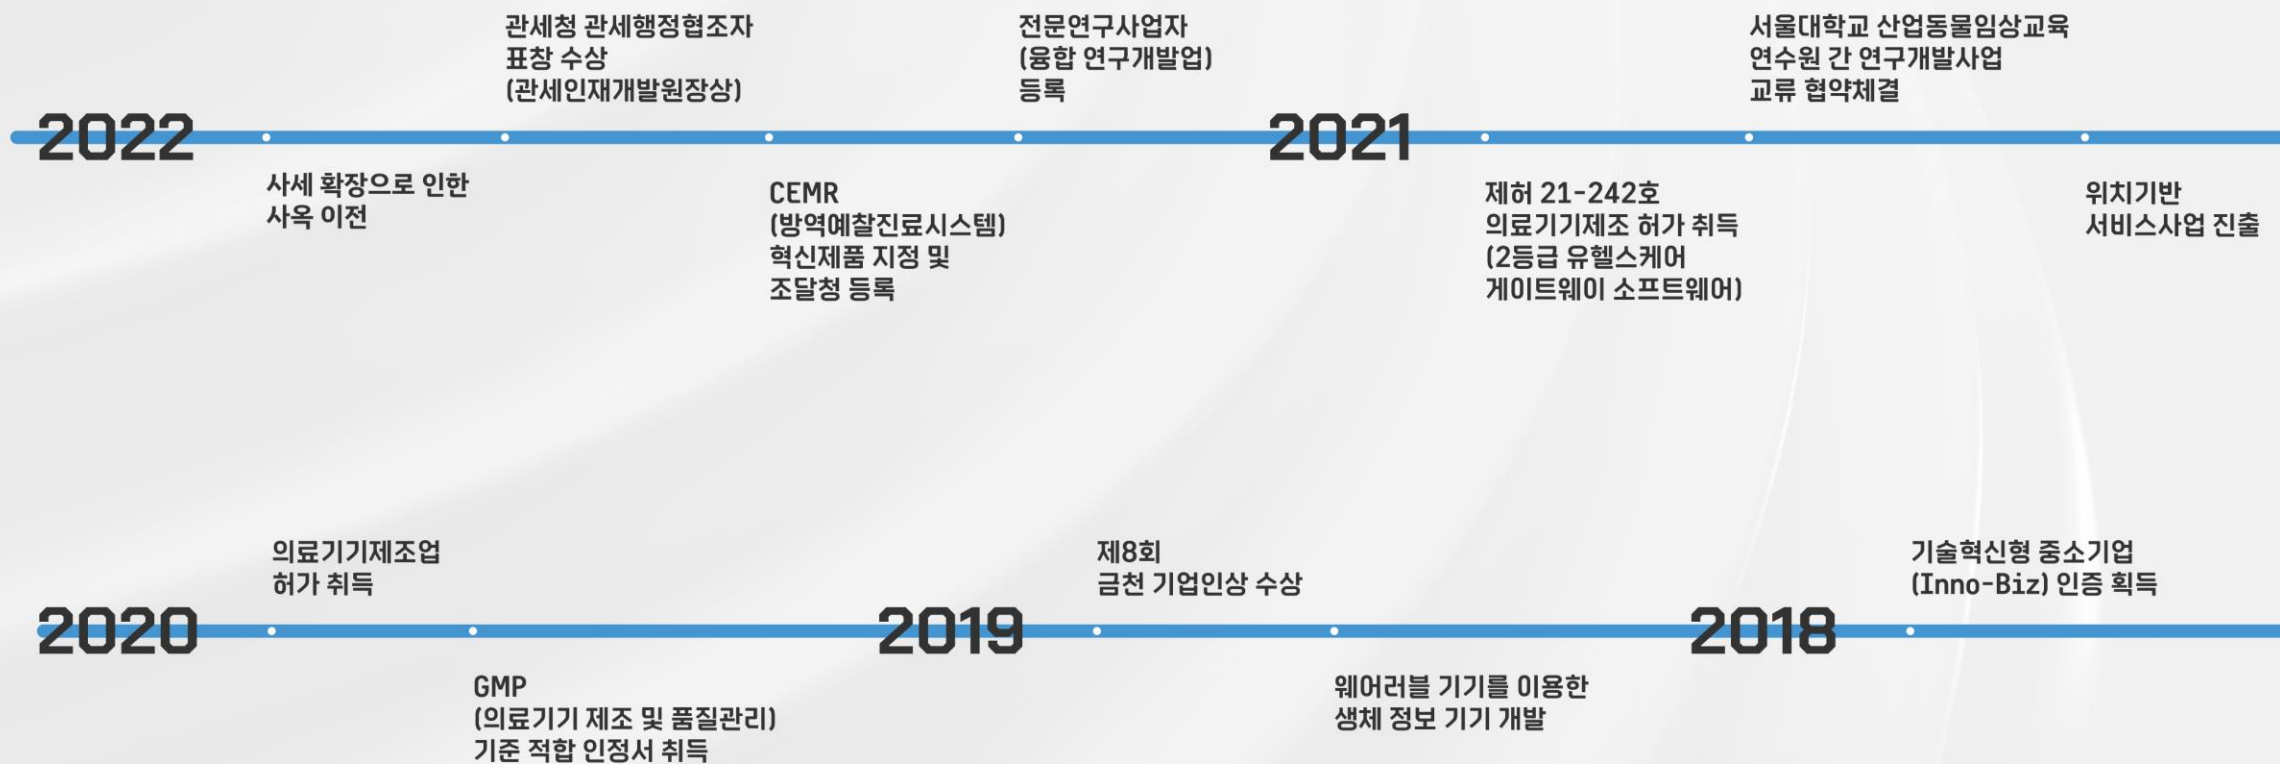 2022
사세 확장으로 인한
사옥 이전
관세청 관세행정협조자
표창 수상
(관세인재개발원장상)
CEMR
(방역예찰진료시스템)
혁신제품 지정 및
조달청 등록
전문연구사업자
(융합 연구개발업)
등록
2021
제허 21-242호
의료기기제조 허가 취득
(2등급 유헬스케어
게이트웨이 소프트웨어)
서울대학교 산업동물임상교육
연수원 간 연구개발사업
교류 협약체결
위치기반
서비스사업 진출
2020
의료기기제조업
허가 취득
GMP
(의료기기 제조 및 품질관리)
기준 적합 인정서 취득
2019
제8회
금천 기업인상 수상
웨어러블 기기를 이용한
생체 정보 기기 개발
2018
기술혁신형 중소기업
(Inno-Biz) 인증 획득